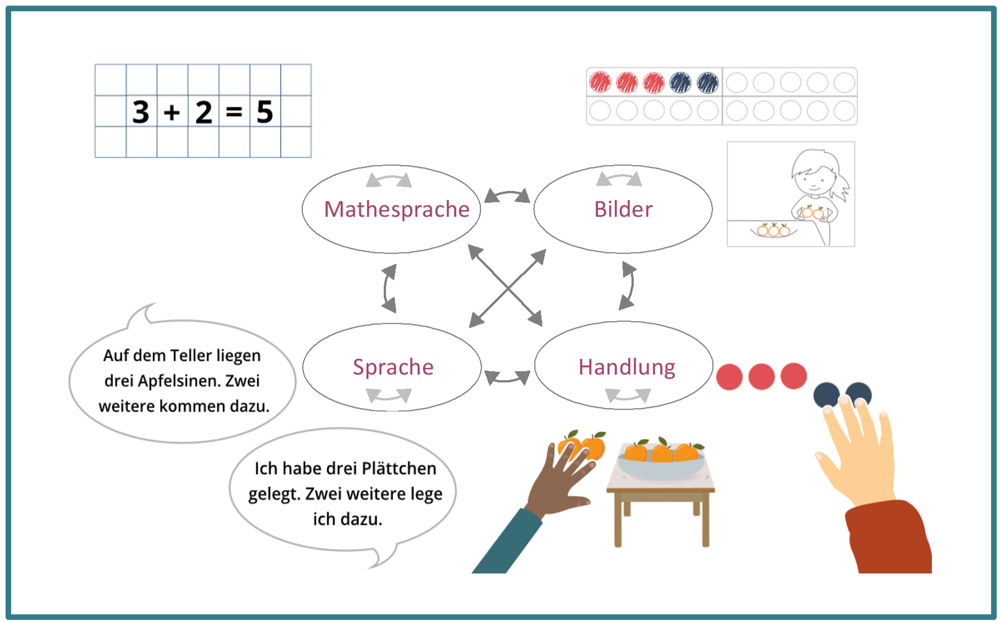 3 + 2 = 5
Mathesprache
Bilder
Auf dem Teller liegen
drei Apfelsinen. Zwei
weitere kommen dazu.
Sprache
Handlung
Ich habe drei Plättchen
gelegt. Zwei weitere lege
ich dazu.